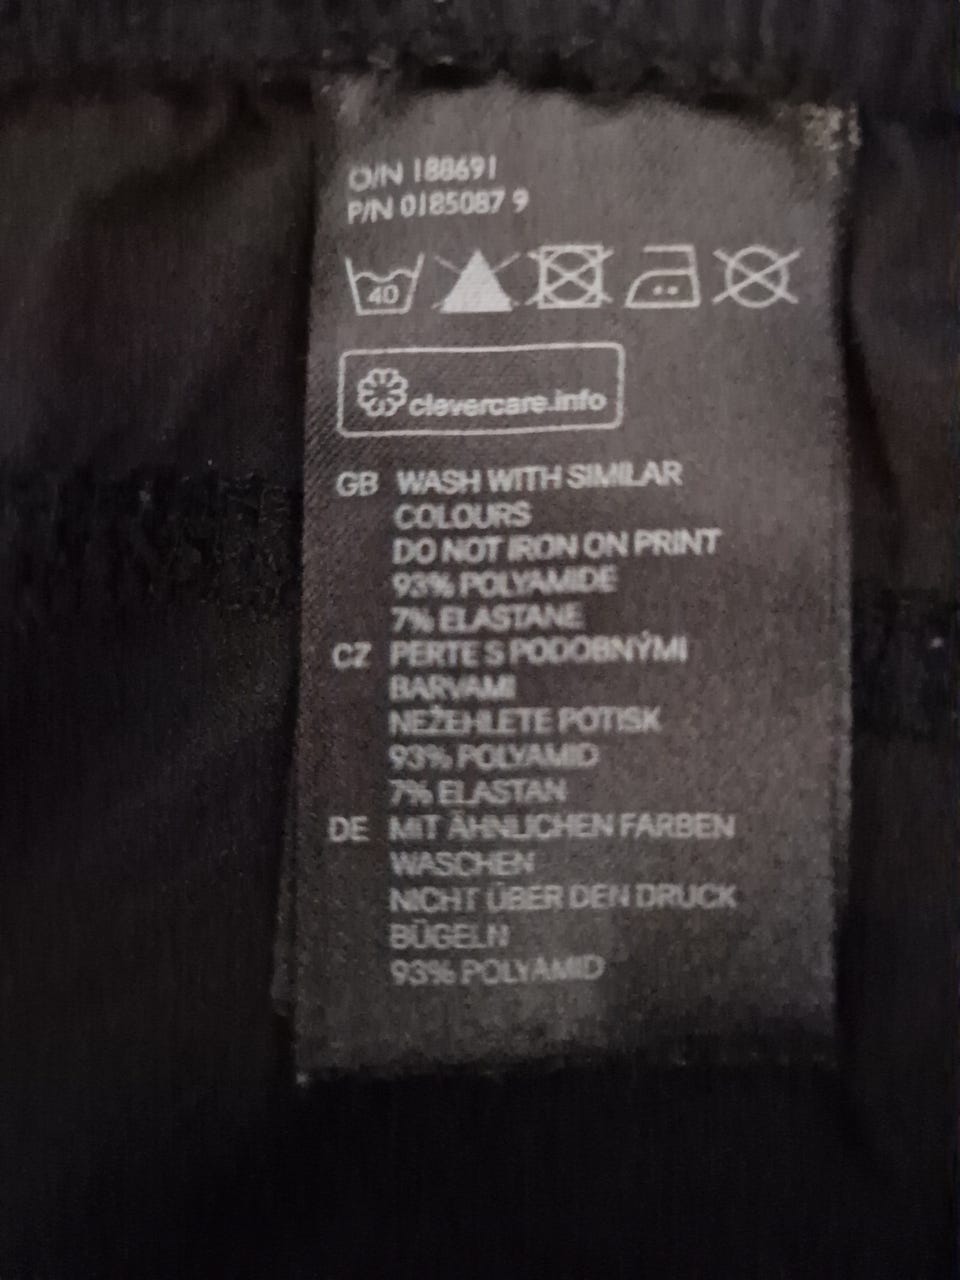 O/N 188691
P/N 0185087 9
40
clevercare.info
GB WASH WITH SIMILAR
COLOURS
DO NOT IRON ON PRINT
93% POLYAMIDE
7% ELASTANE
CZ PERTE S PODOBNÝMI
BARVAMI
NEŽEHLETE POTISK
93% POLYAMID
7% ELASTAN
DE MIT ÄHNLICHEN FARBEN
WASCHEN
NICHT ÜBER DEN DRUCK
BÜGELN
93% POLYAMID